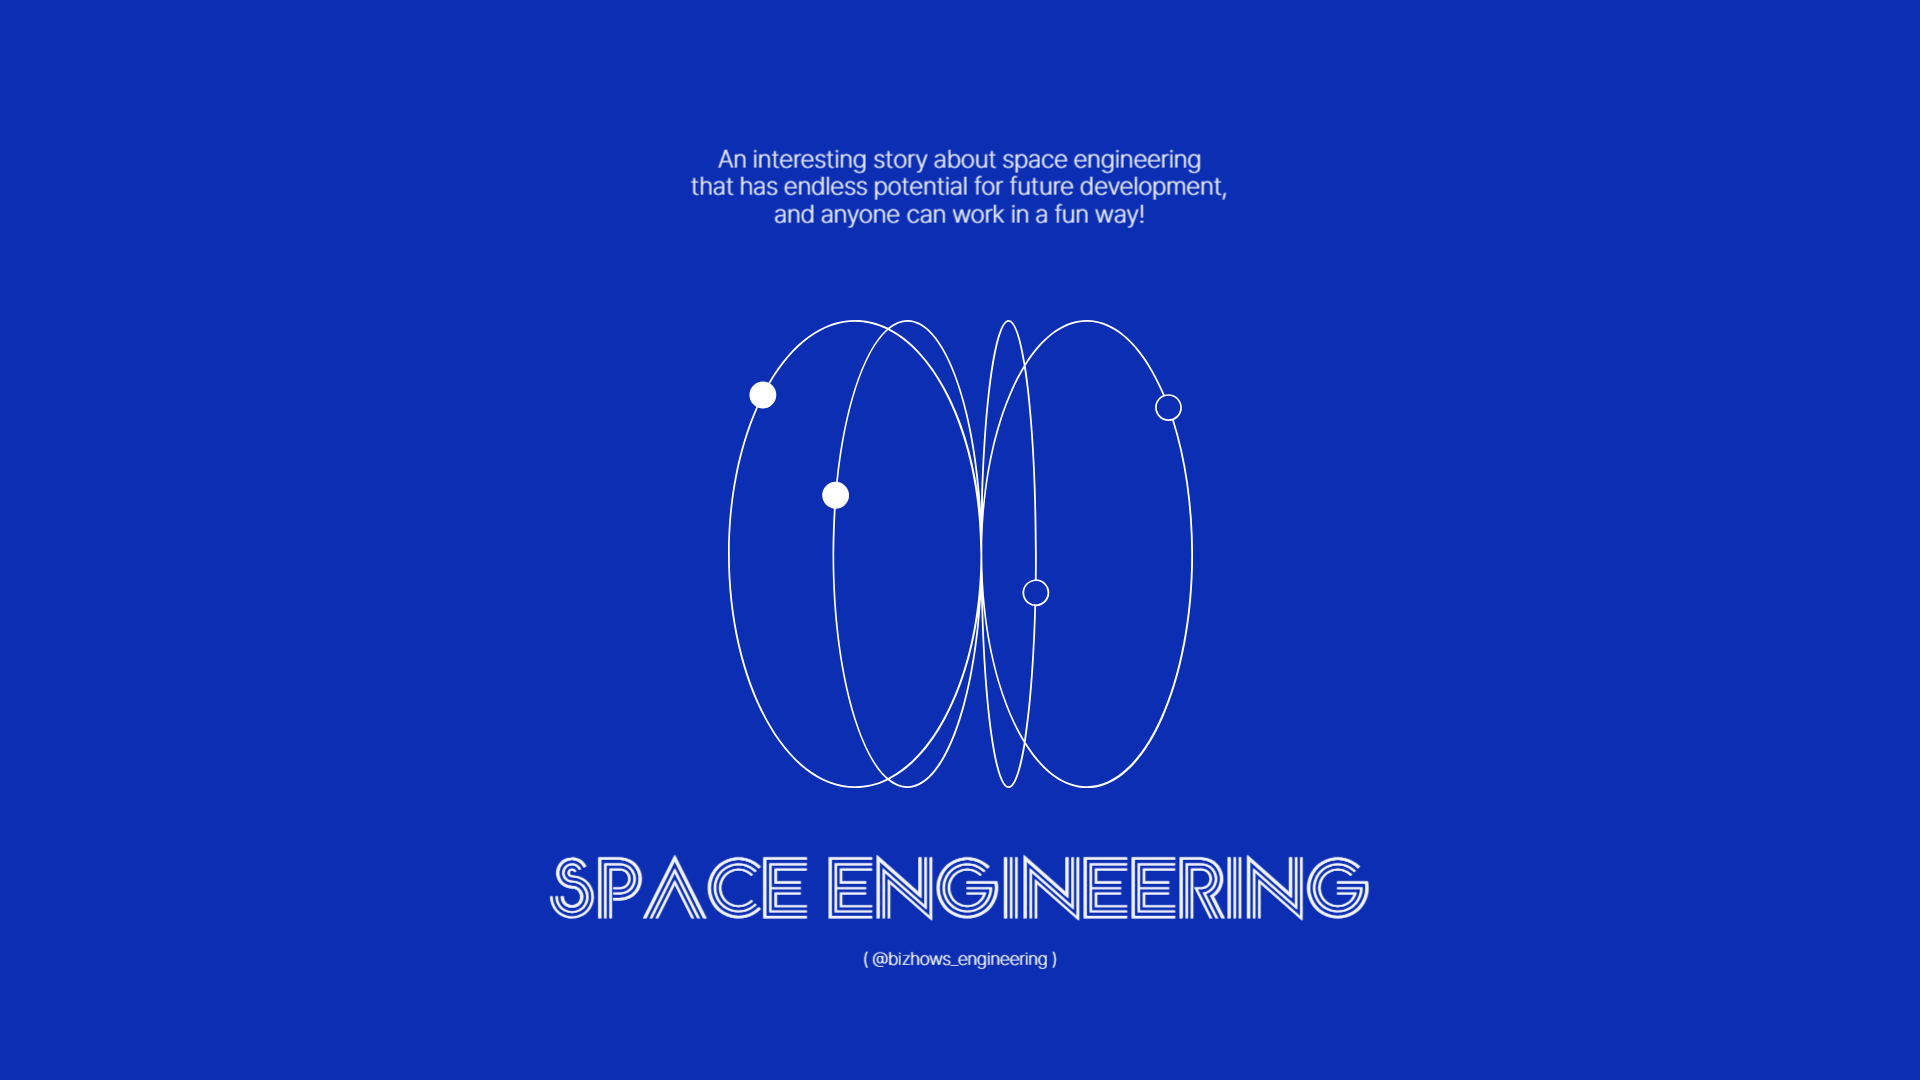 An interesting story about space engineering
that has endless potential for future development,
and anyone can work in a fun way!
SPACE ENGINEERING
( @bizhows_engineering )